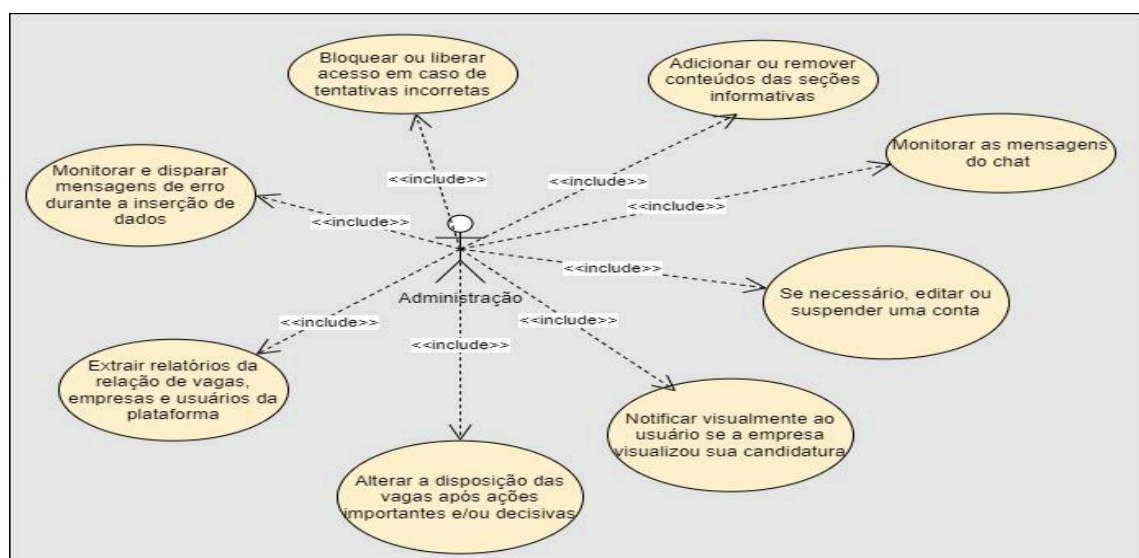 Bloquear ou liberar
acesso em caso de
tentativas incorretas
Adicionar ou remover
conteúdos das seções
informativas
Monitorar as mensagens
do chat
Monitorar e disparar
mensagens de erro
durante a inserção de
dados
<<include>>
<<include>>
<<include>>
<<include>>
<<include>>
Administração
Se necessário, editar ou
suspender uma conta
<<include>>
<<include>>
<<include>>
Extrair relatórios da
relação de vagas,
empresas e usuários da
plataforma
Notificar visualmente ao
usuário se a empresa
visualizou sua candidatura
Alterar a disposição das
vagas após ações
importantes e/ou decisivas